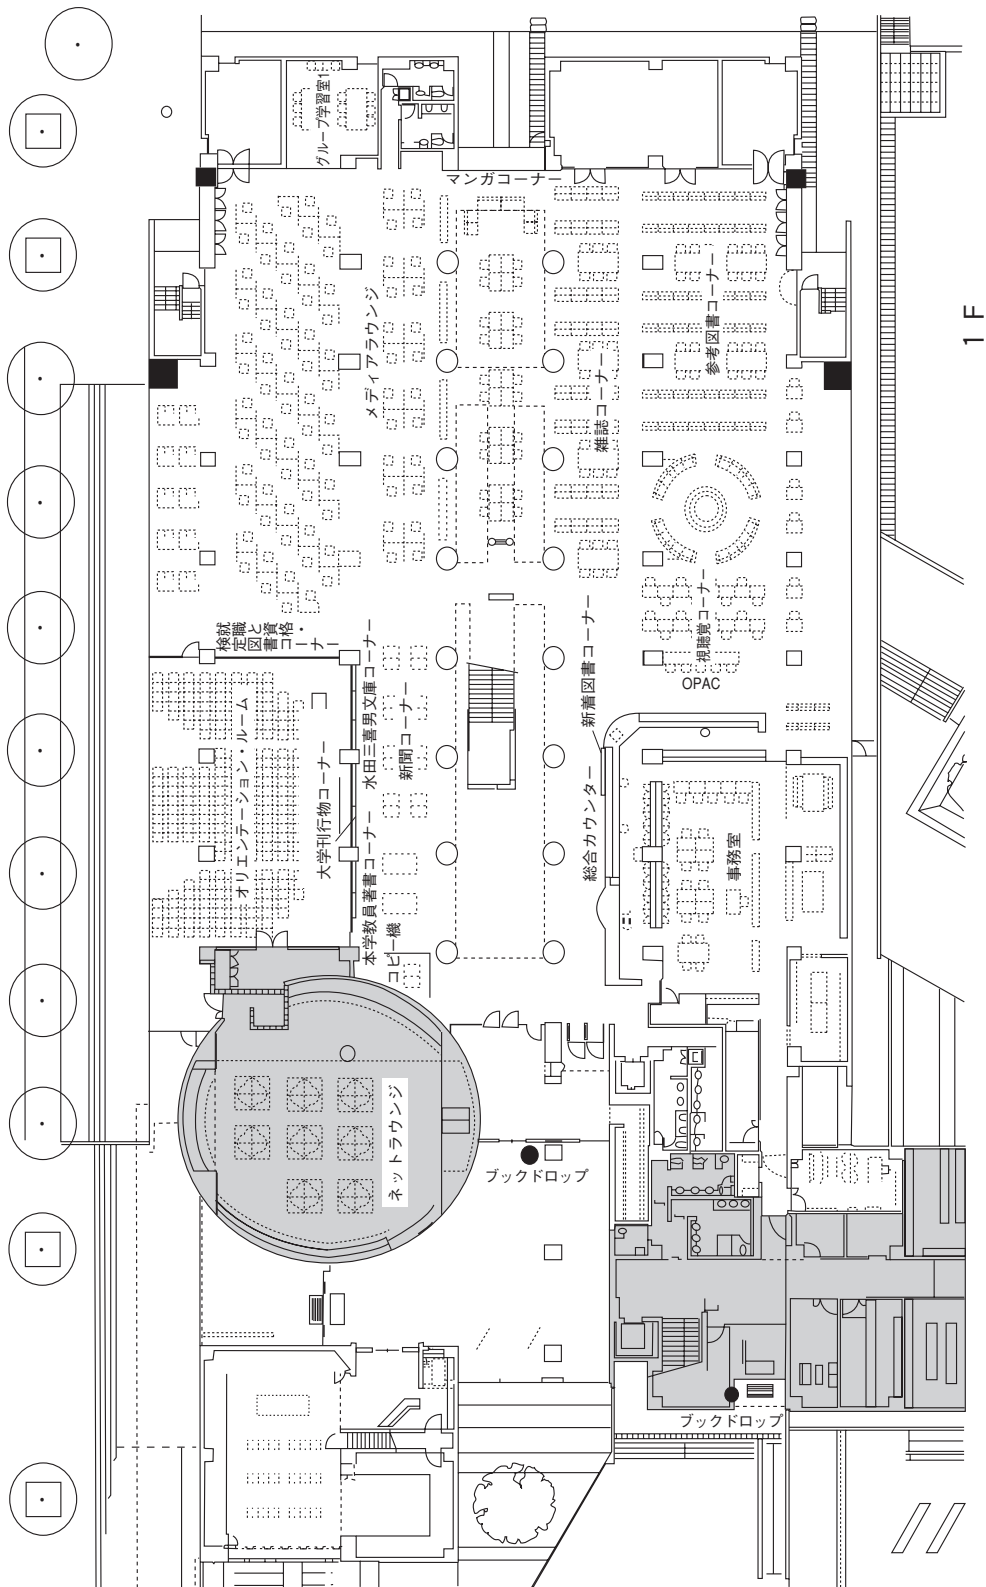 グループ学習室1
マンガコーナー
メディアラウンジ
参考図書コーナー
雑誌コーナー
1F
検定図書コーナー
就職と資格・
視聴覚コーナー
OPAC
新着図書コーナー
水田三喜男文庫コーナー
新聞コーナー
オリエンテーション・ルーム
大学刊行物コーナー
総合カウンター
事務室
本学教員著書コーナー
コピー機
ネットラウンジ
ブックドロップ
ブックドロップ